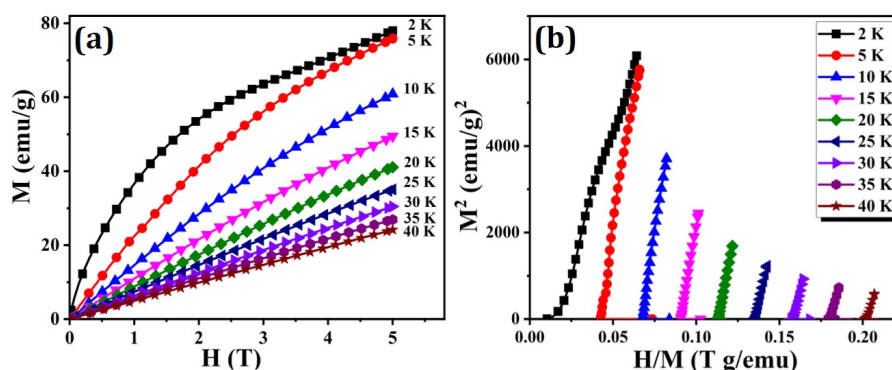 (a)
M (emu/g)
80
60
40
20
0
0
1
2
3
4
5
H (T)
2 K
5 K
10 K
15 K
20 K
25 K
30 K
35 K
40 K
(b)
M² (emu/g)²
6000
4000
2000
0
0.00
0.05
0.10
0.15
0.20
H/M (T g/emu)
2 K
5 K
10 K
15 K
20 K
25 K
30 K
35 K
40 K